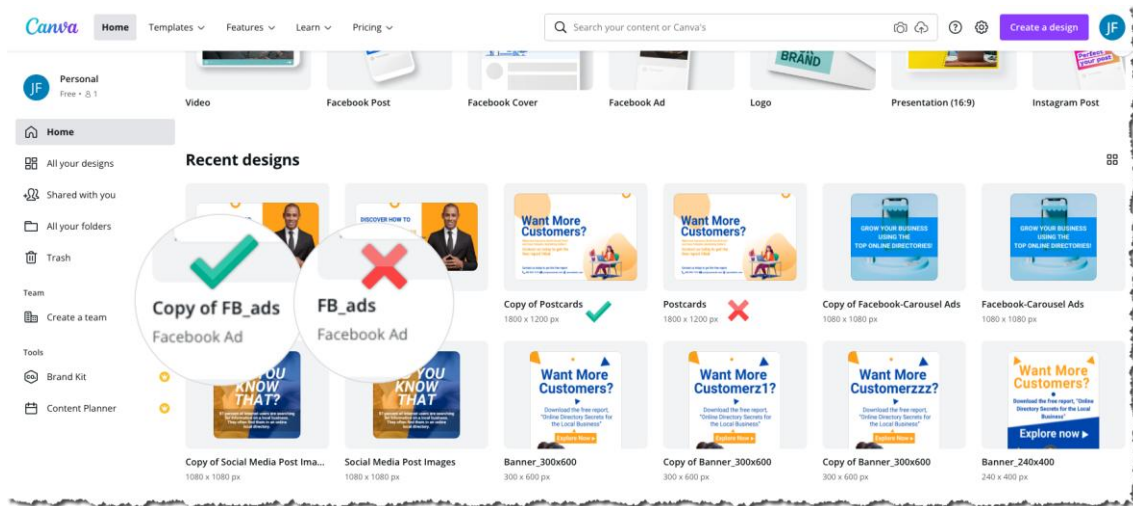 Canva
Home
Templates
Features
Learn
Pricing
Search your content or Canva's
Create a design
JF
JF
Personal
Free • 1
Home
All your designs
Shared with you
All your folders
Trash
Team
Create a team
Tools
Brand Kit
Content Planner
BRAND
Perfect
your post
Video
Facebook Post
Facebook Cover
Facebook Ad
Logo
Presentation (16:9)
Instagram Post
Recent designs
DISCOVER HOW TO
Want More
Customers?
Want More
Customers?
GROW YOUR BUSINESS
USING THE
TOP ONLINE DIRECTORIES!
GROW YOUR BUSINESS
USING THE
TOP ONLINE DIRECTORIES!
Copy of FB_ads
Facebook Ad
FB_ads
Facebook Ad
Copy of Postcards
1800 x 1200 px
Postcards
1800 x 1200 px
Copy of Facebook-Carousel Ads
1080 x 1080 px
Facebook-Carousel Ads
1080 x 1080 px
YOU
KNOW
THAT?
YOU
KNOW
THAT
Want More
Customers?
Download the free report,
"Online Directory Secrets for
the Local Business"
Explore Now
Want More
Customerz1?
Download the free report,
"Online Directory Secrets for
the Local Business"
Explore Now
Want More
Customerzzz?
Download the free report,
"Online Directory Secrets for
the Local Business"
Explore Now
Want More
Customers?
Download the free report, "Online
Directory Secrets for the Local
Business"
Explore now
Copy of Social Media Post Ima...
1080 x 1080 px
Social Media Post Images
1080 x 1080 px
Banner_300x600
300 x 600 px
Copy of Banner_300x600
300 x 600 px
Copy of Banner_300x600
300 x 600 px
Banner_240x400
240 x 400 px